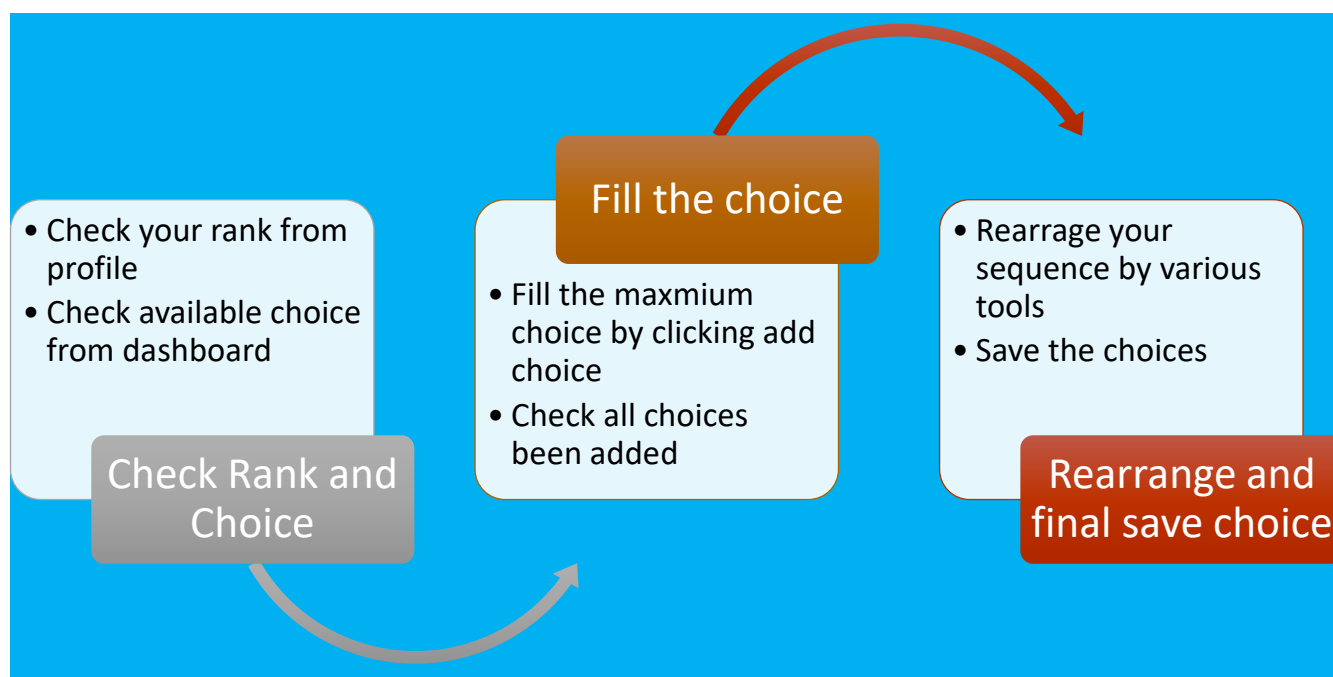 • Check your rank from
profile
• Check available choice
from dashboard
Check Rank and
Choice
Fill the choice
• Fill the maxmium
choice by clicking add
choice
• Check all choices
been added
• Rearrage your
sequence by various
tools
• Save the choices
Rearrange and
final save choice